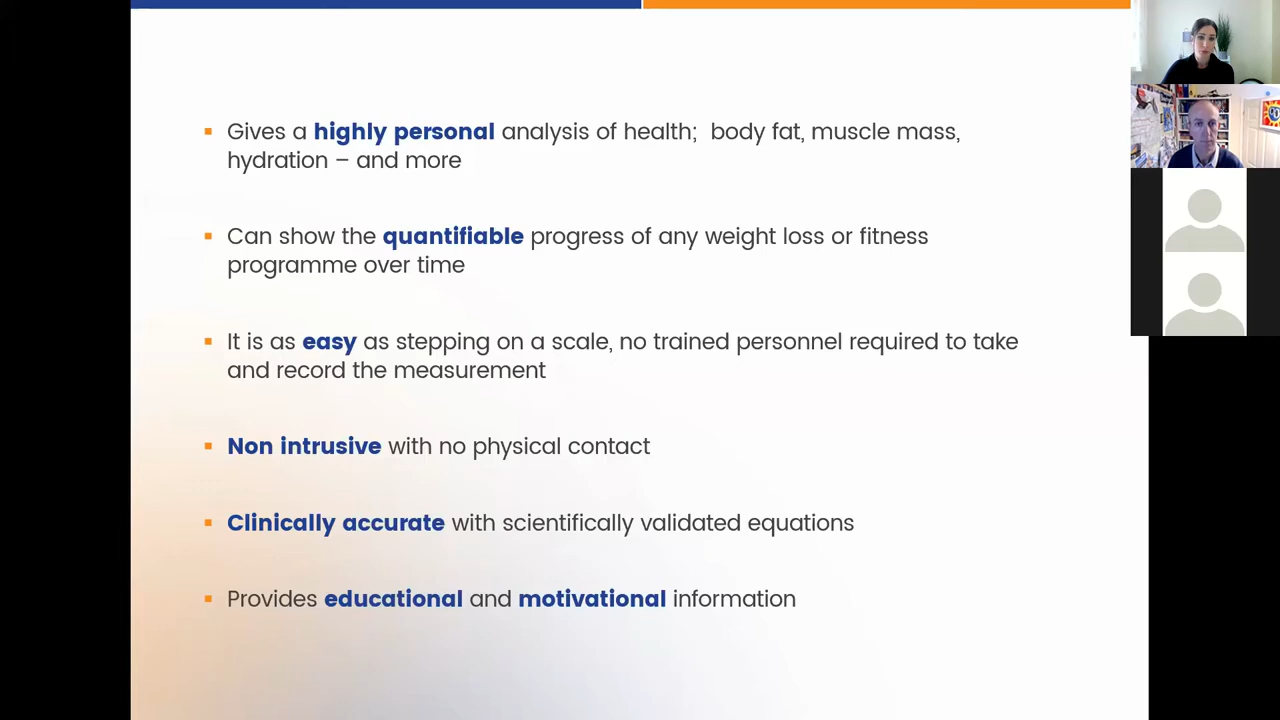 Gives a highly personal analysis of health;  body fat, muscle mass,
hydration – and more
Can show the quantifiable progress of any weight loss or fitness
programme over time
It is as easy as stepping on a scale, no trained personnel required to take
and record the measurement
Non intrusive with no physical contact
Clinically accurate with scientifically validated equations
Provides educational and motivational information